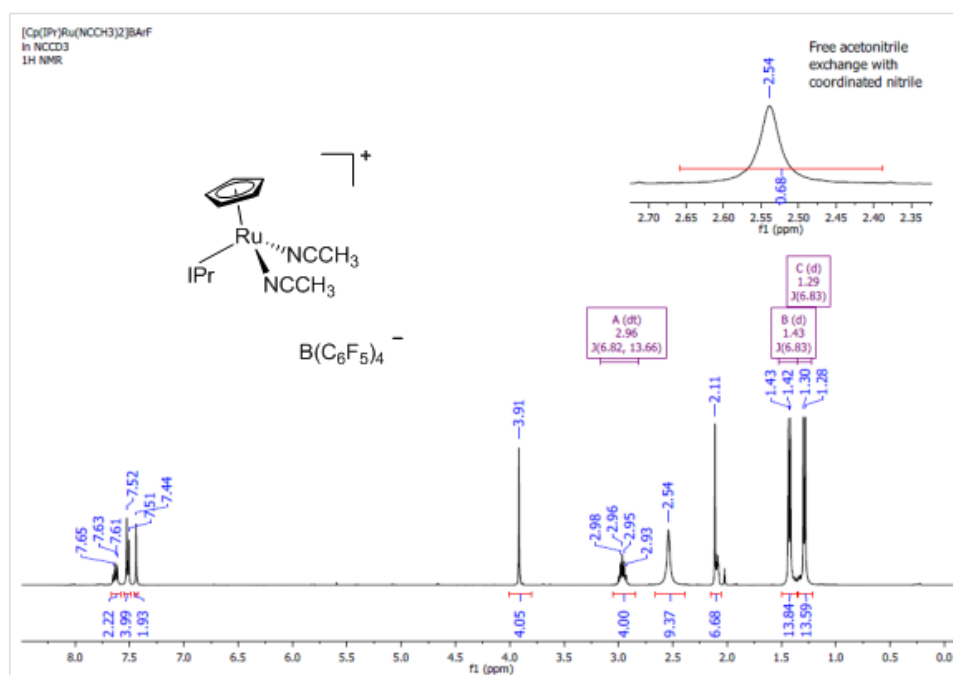 [Cp(IPr)Ru(NCCH3)2]BArF
in NCCD3
1H NMR
Free acetonitrile
exchange with
coordinated nitrile
2.54
0.68
2.70 2.65 2.60 2.55 2.50 2.45 2.40 2.35
f1 (ppm)
+
Ru
IPr
NCCH3
NCCH3
B(C6F5)4 −
C (d)
1.29
J(6.83)
A (dt)
2.96
J(6.82, 13.66)
B (d)
1.43
J(6.83)
7.65 7.63 7.61 7.52 7.51 7.44 3.91 2.98 2.96 2.95 2.93 2.54 2.11 1.43 1.42 1.30 1.28
2.22 3.99 1.93 4.05 4.00 9.37 6.68 13.84 13.59
8.0 7.5 7.0 6.5 6.0 5.5 5.0 4.5 4.0 3.5 3.0 2.5 2.0 1.5 1.0 0.5 0.0
f1 (ppm)